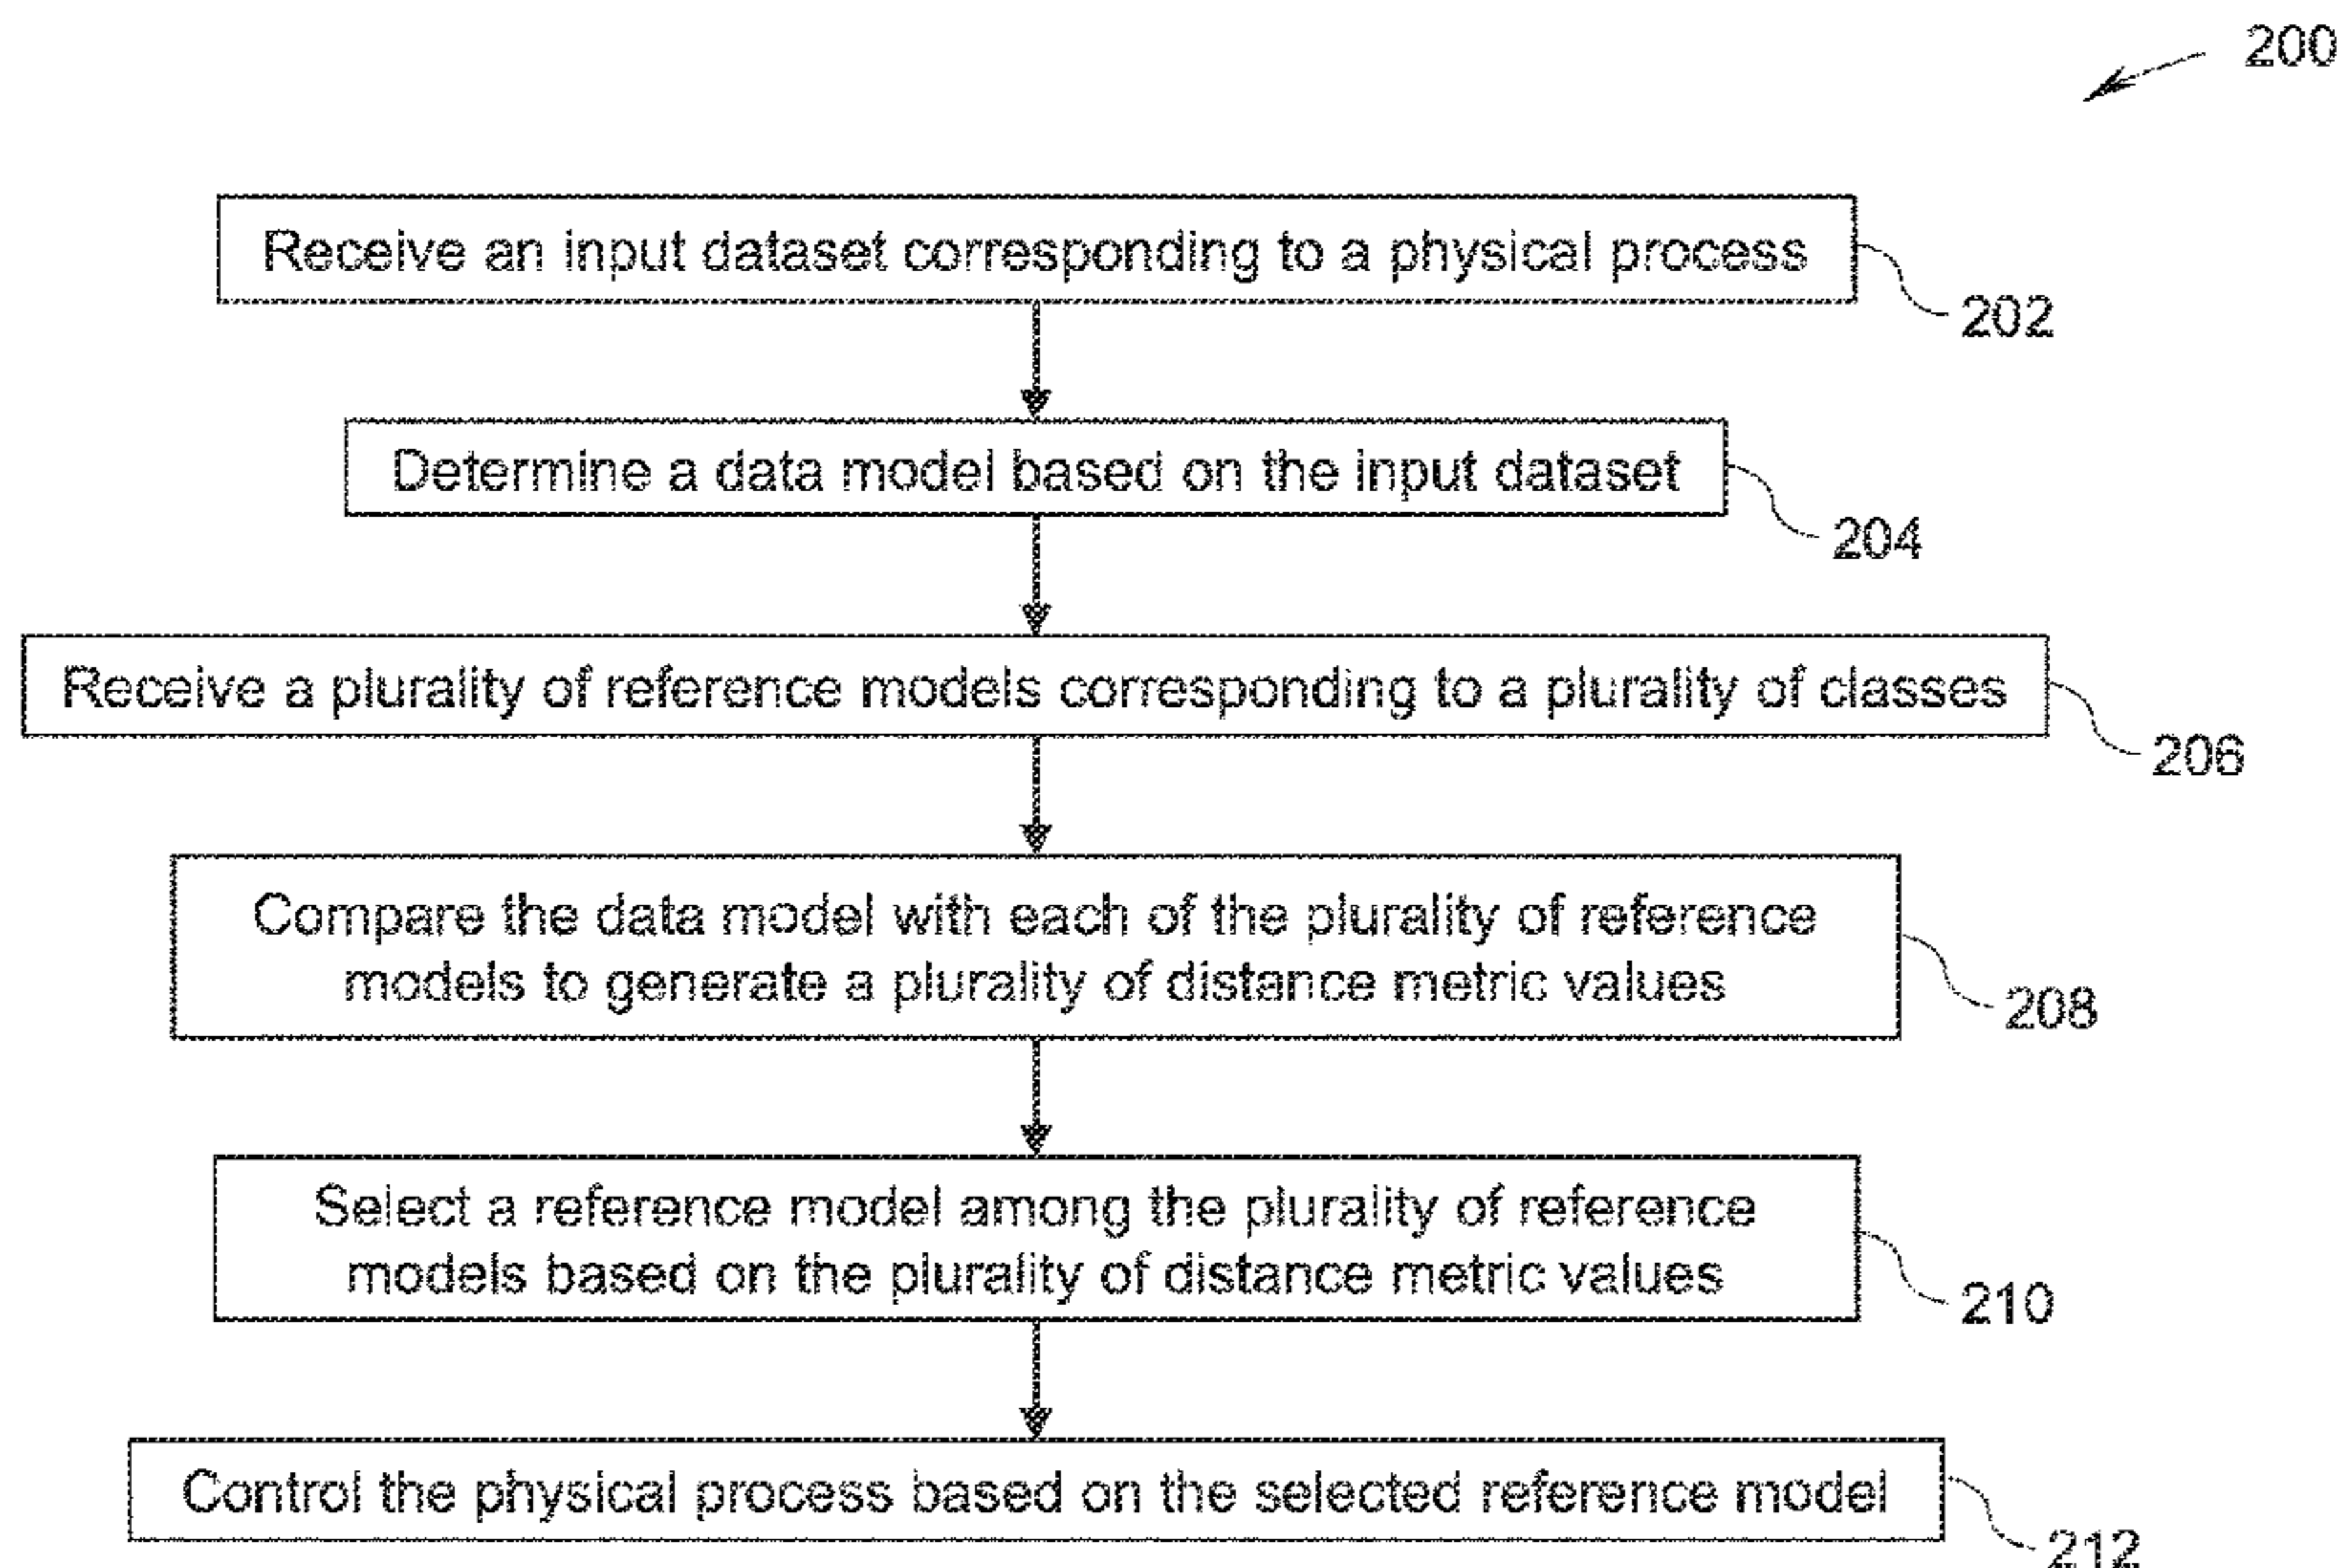 200
Receive an input dataset corresponding to a physical process
202
Determine a data model based on the input dataset
204
Receive a plurality of reference models corresponding to a plurality of classes
206
Compare the data model with each of the plurality of reference
models to generate a plurality of distance metric values
208
Select a reference model among the plurality of reference
models based on the plurality of distance metric values
210
Control the physical process based on the selected reference model
212